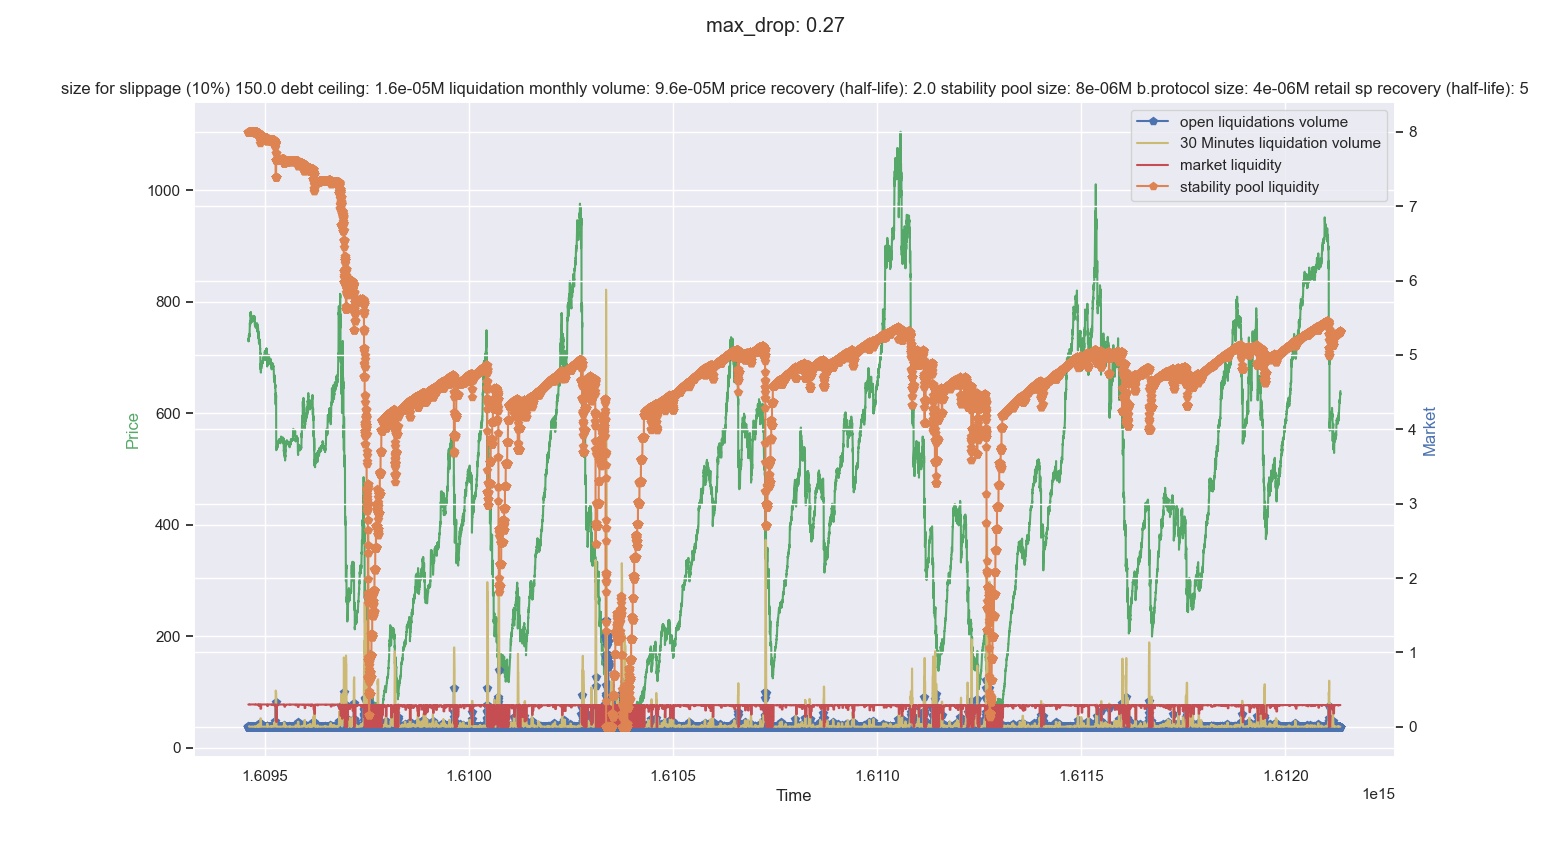 max_drop: 0.27
size for slippage (10%) 150.0 debt ceiling: 1.6e-05M liquidation monthly volume: 9.6e-05M price recovery (half-life): 2.0 stability pool size: 8e-06M b.protocol size: 4e-06M retail sp recovery (half-life): 5
open liquidations volume
30 Minutes liquidation volume
market liquidity
stability pool liquidity
Price
1000
800
600
400
200
0
Market
8
7
6
5
4
3
2
1
0
1.6095 1.6100 1.6105 1.6110 1.6115 1.6120
Time
1e15